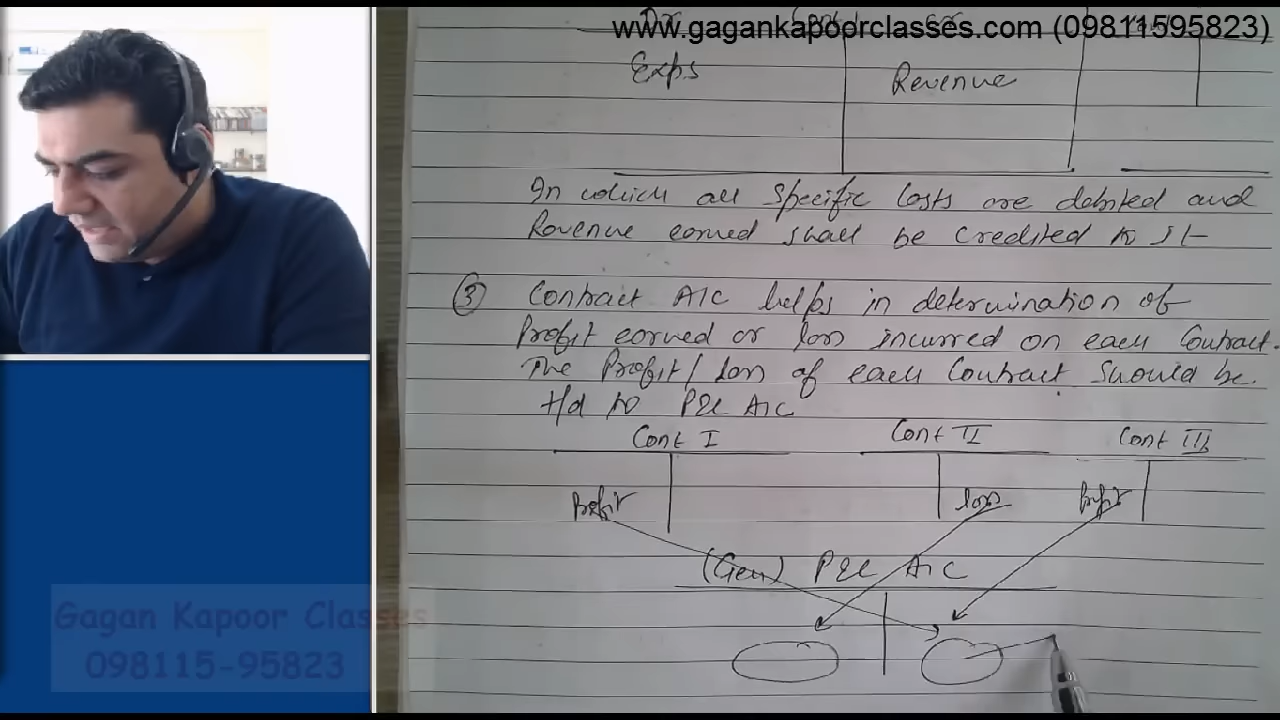 www.gagankapoorclasses.com (09811595823)
Exps
Revenue
In which all Specific Costs are debited and
Revenue earned shall be credited to it
③ Contract A/C helps in determination of
Profit earned or loss incurred on each Contract.
The Profit/loss of each Contract Should be
t/d to P&L A/C
Cont I Cont II Cont III
Profit loss Profit
(Gen) P&L A/C
Gagan Kapoor Classes
098115-95823